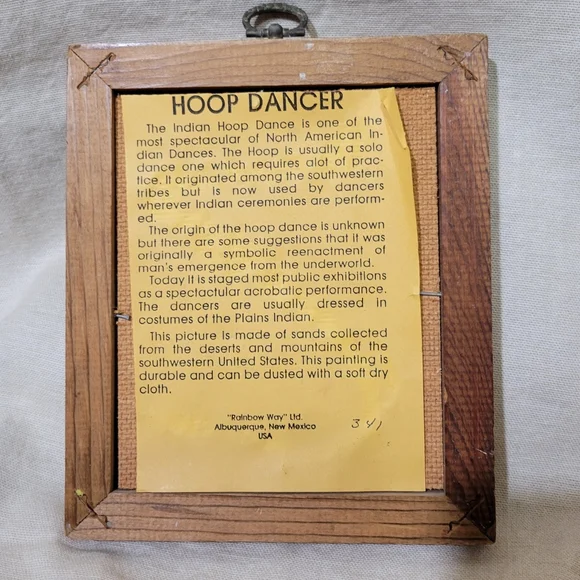 HOOP DANCER
The Indian Hoop Dance is one of the
most spectacular of North American In-
dian Dances. The Hoop is usually a solo
dance one which requires alot of prac-
tice. It originated among the southwestern
tribes but is now used by dancers
wherever Indian ceremonies are perform-
ed.
The origin of the hoop dance is unknown
but there are some suggestions that it was
originally a symbolic reenactment of
man's emergence from the underworld.
Today it is staged most public exhibitions
as a spectactular acrobatic performance.
The dancers are usually dressed in
costumes of the Plains Indian.
This picture is made of sands collected
from the deserts and mountains of the
southwestern United States. This painting is
durable and can be dusted with a soft dry
cloth.
"Rainbow Way" Ltd.
Albuquerque, New Mexico
USA
341